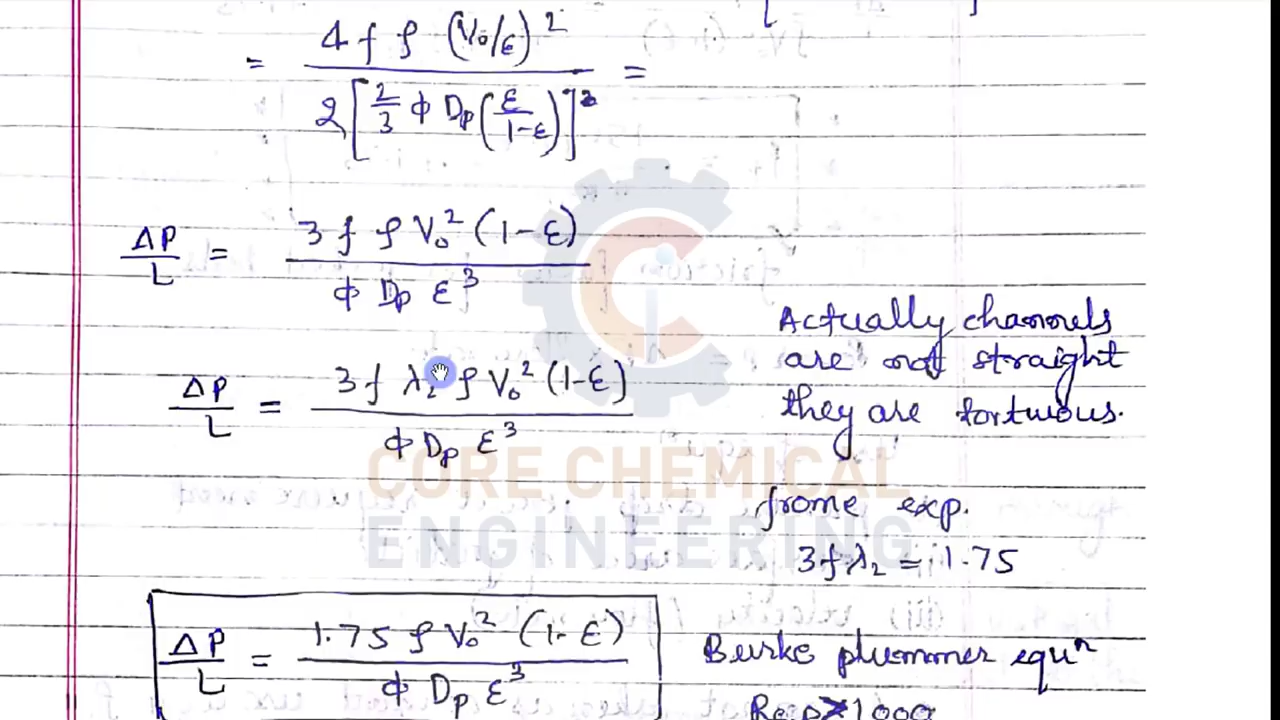 = 4 f ρ (V₀/ε)² / 2[2/3 φ Dp (ε/1-ε)]² =
ΔP/L = 3 f ρ V₀² (1-ε) / φ Dp ε³
Actually channels
are not straight
they are tortuous.
ΔP/L = 3 f λ₂ ρ V₀² (1-ε) / φ Dp ε³
CORE CHEMICAL
ENGINEERING
frome exp.
3fλ₂ = 1.75
ΔP/L = 1.75 ρ V₀² (1-ε) / φ Dp ε³
Burke plummer equⁿ
Rep>1000